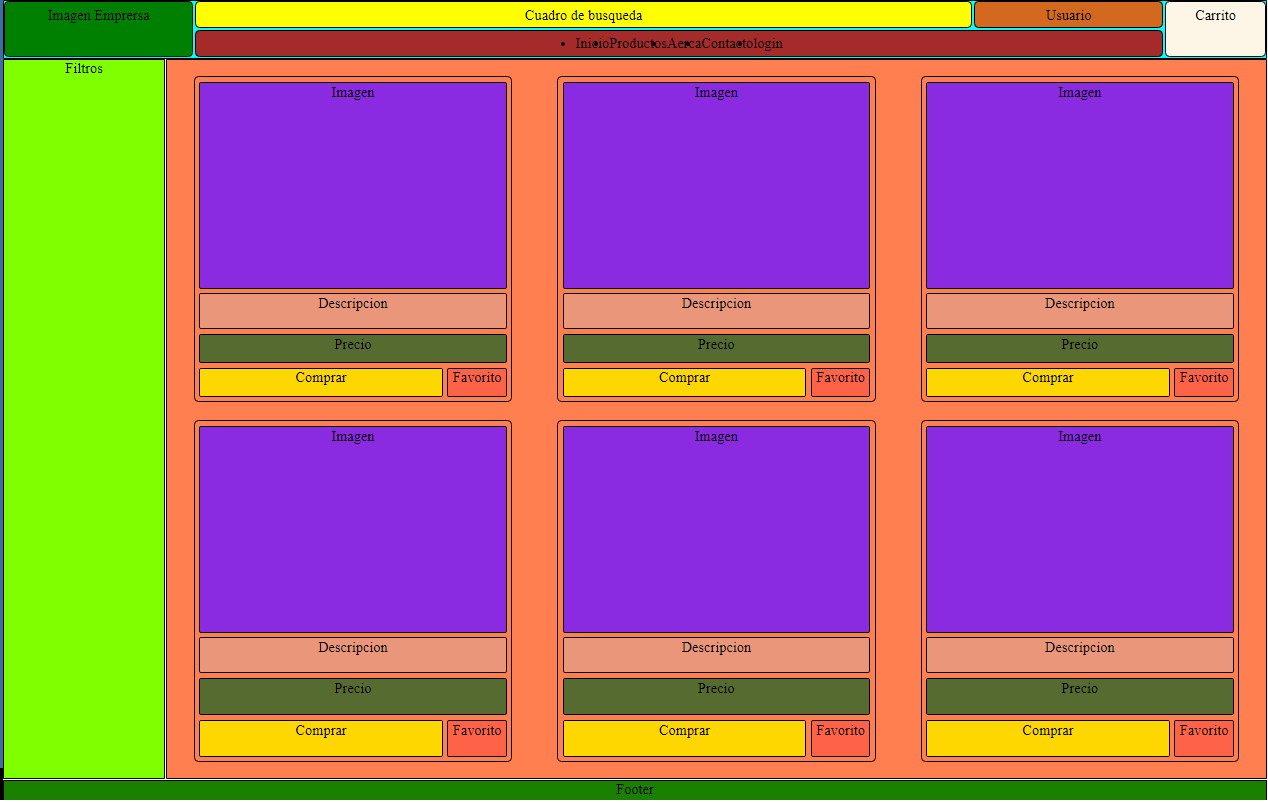 Imagen Emprersa Cuadro de busqueda Usuario Carrito
InicioProductosAercaContactologin
Filtros
Imagen Imagen Imagen
Descripcion Descripcion Descripcion
Precio Precio Precio
Comprar Favorito Comprar Favorito Comprar Favorito
Imagen Imagen Imagen
Descripcion Descripcion Descripcion
Precio Precio Precio
Comprar Favorito Comprar Favorito Comprar Favorito
Footer